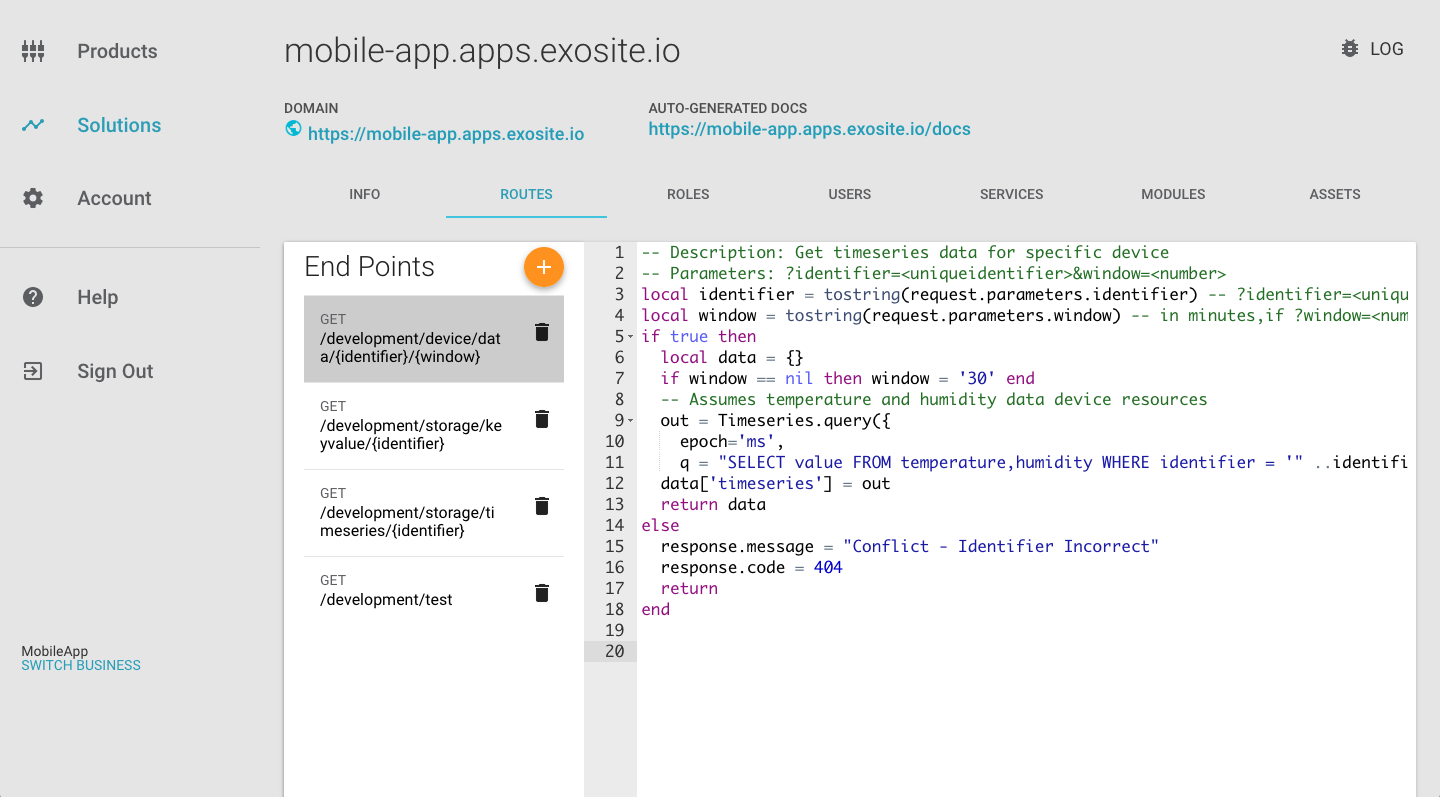 Products
Solutions
Account
Help
Sign Out
MobileApp
SWITCH BUSINESS
mobile-app.apps.exosite.io
LOG
DOMAIN
https://mobile-app.apps.exosite.io
AUTO-GENERATED DOCS
https://mobile-app.apps.exosite.io/docs
INFO
ROUTES
ROLES
USERS
SERVICES
MODULES
ASSETS
End Points
GET
/development/device/dat
a/{identifier}/{window}
GET
/development/storage/ke
yvalue/{identifier}
GET
/development/storage/ti
meseries/{identifier}
GET
/development/test
1 -- Description: Get timeseries data for specific device
2 -- Parameters: ?identifier=<uniqueidentifier>&window=<number>
3 local identifier = tostring(request.parameters.identifier) -- ?identifier=<uniqu
4 local window = tostring(request.parameters.window) -- in minutes,if ?window=<num
5 if true then
6 local data = {}
7 if window == nil then window = '30' end
8 -- Assumes temperature and humidity data device resources
9 out = Timeseries.query({
10 epoch='ms',
11 q = "SELECT value FROM temperature,humidity WHERE identifier = '" ..identifi
12 data['timeseries'] = out
13 return data
14 else
15 response.message = "Conflict - Identifier Incorrect"
16 response.code = 404
17 return
18 end
19
20